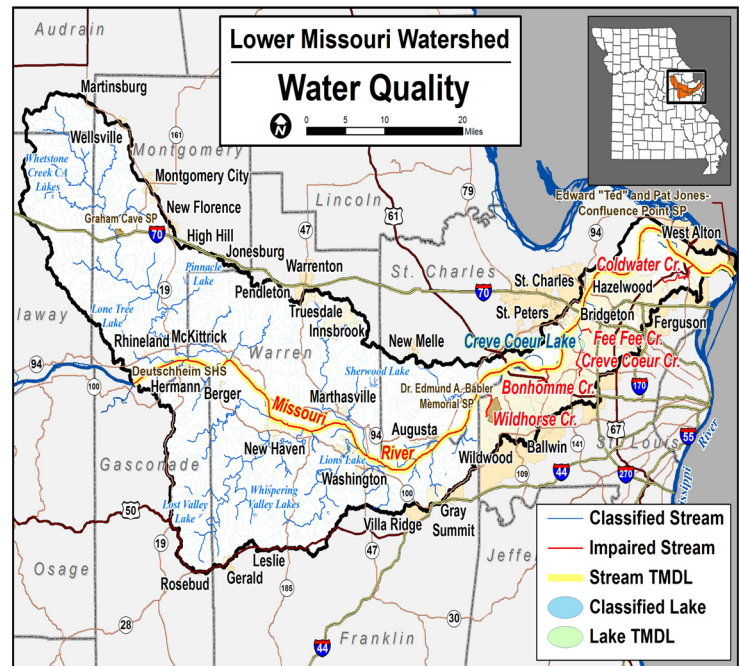 Lower Missouri Watershed
Water Quality
0 5 10 20
Miles
Audrain
Martinsburg
161
Wellsville
Montgomery
Whetstone
Creek CA
Lakes
Montgomery City
Lincoln
79
61
47
Edward "Ted" and Pat Jones-
Confluence Point SP
94
West Alton
New Florence
Graham Cave SP
70
High Hill
Jonesburg
Warrenton
St. Charles
Coldwater Cr.
Pinnacle
Lake
19
Pendleton
70
St. Charles
Hazelwood
Truesdale
St. Peters
Bridgeton
Ferguson
Lone Tree
Lake
Innsbrook
laway
Rhineland
McKittrick
New Melle
Creve Coeur Lake
Fee Fee Cr.
Creve Coeur Cr.
Warren
94
100
Deutschheim SHS
Hermann
Berger
Sherwood Lake
Dr. Edmund A. Babler
Memorial SP
Bonhomme Cr.
170
Missouri
River
Marthasville
94
Augusta
Wildhorse Cr.
67
St. Louis
55
Gasconade
New Haven
Lions Lake
Washington
Wildwood
Ballwin
141
44
270
ssippi
River
109
100
Whispering
Valley Lakes
Lost Valley
Lake
50
Villa Ridge
Gray
Summit
19
Leslie
47
Jeffe
Osage
Rosebud
Gerald
185
28
30
Franklin
44
Classified Stream
Impaired Stream
Stream TMDL
Classified Lake
Lake TMDL